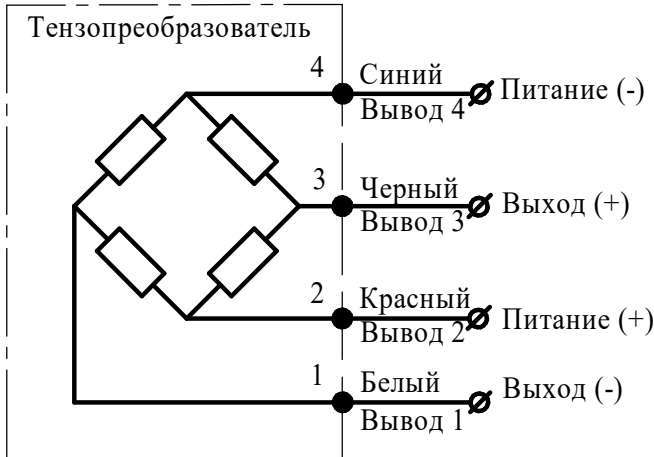 Тензопреобразователь
4 Синий
Вывод 4
Питание (-)
3 Черный
Вывод 3
Выход (+)
2 Красный
Вывод 2
Питание (+)
1 Белый
Вывод 1
Выход (-)